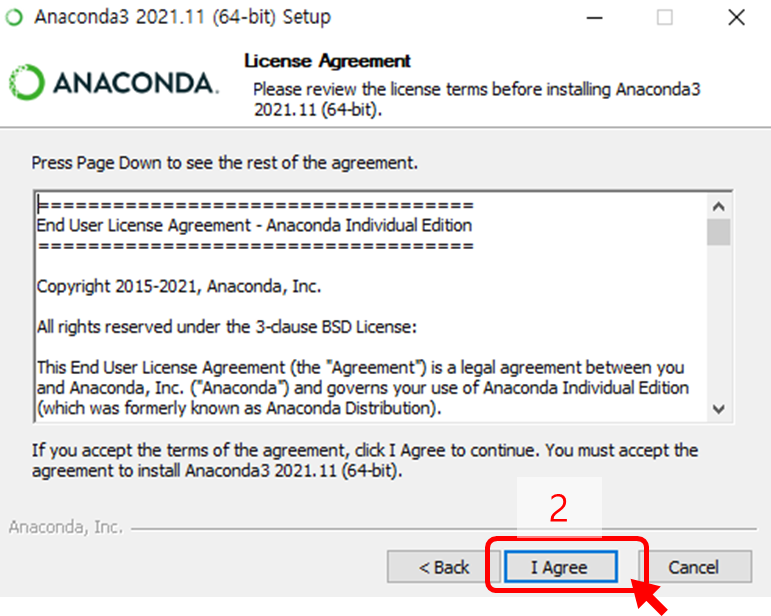 Anaconda3 2021.11 (64-bit) Setup
License Agreement
ANACONDA.
Please review the license terms before installing Anaconda3
2021.11 (64-bit).
Press Page Down to see the rest of the agreement.
===================================
End User License Agreement - Anaconda Individual Edition
===================================
Copyright 2015-2021, Anaconda, Inc.
All rights reserved under the 3-clause BSD License:
This End User License Agreement (the "Agreement") is a legal agreement between you
and Anaconda, Inc. ("Anaconda") and governs your use of Anaconda Individual Edition
(which was formerly known as Anaconda Distribution).
If you accept the terms of the agreement, click I Agree to continue. You must accept the
agreement to install Anaconda3 2021.11 (64-bit).
Anaconda, Inc.
2
< Back
I Agree
Cancel